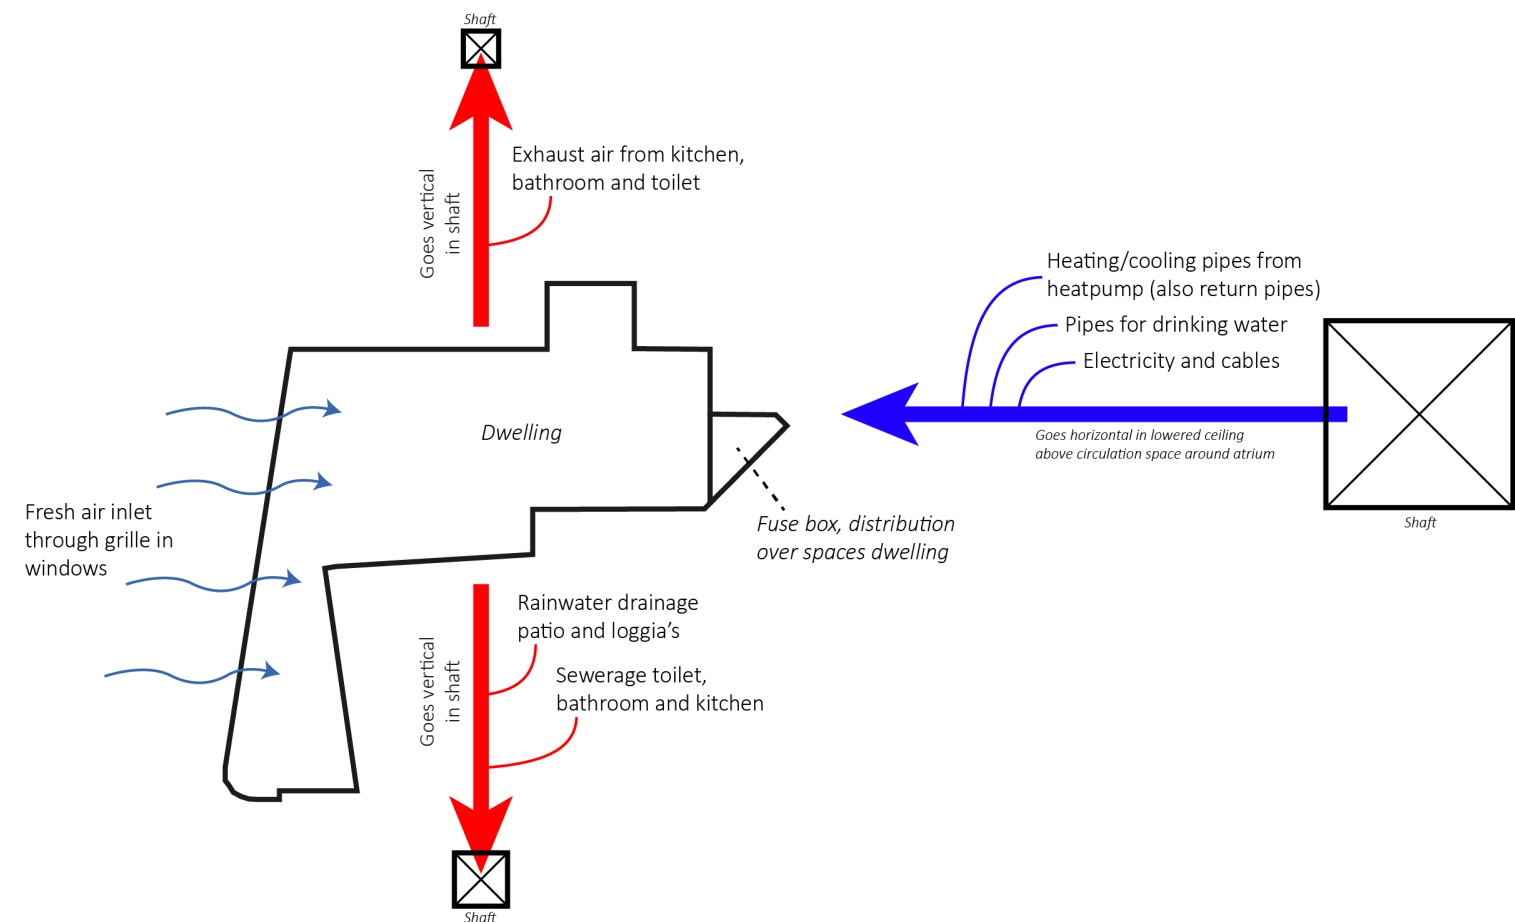 Shaft
Exhaust air from kitchen,
bathroom and toilet
Goes vertical
in shaft
Heating/cooling pipes from
heatpump (also return pipes)
Pipes for drinking water
Electricity and cables
Goes horizontal in lowered ceiling
above circulation space around atrium
Shaft
Dwelling
Fresh air inlet
through grille in
windows
Fuse box, distribution
over spaces dwelling
Rainwater drainage
patio and loggia's
Goes vertical
in shaft
Sewerage toilet,
bathroom and kitchen
Shaft